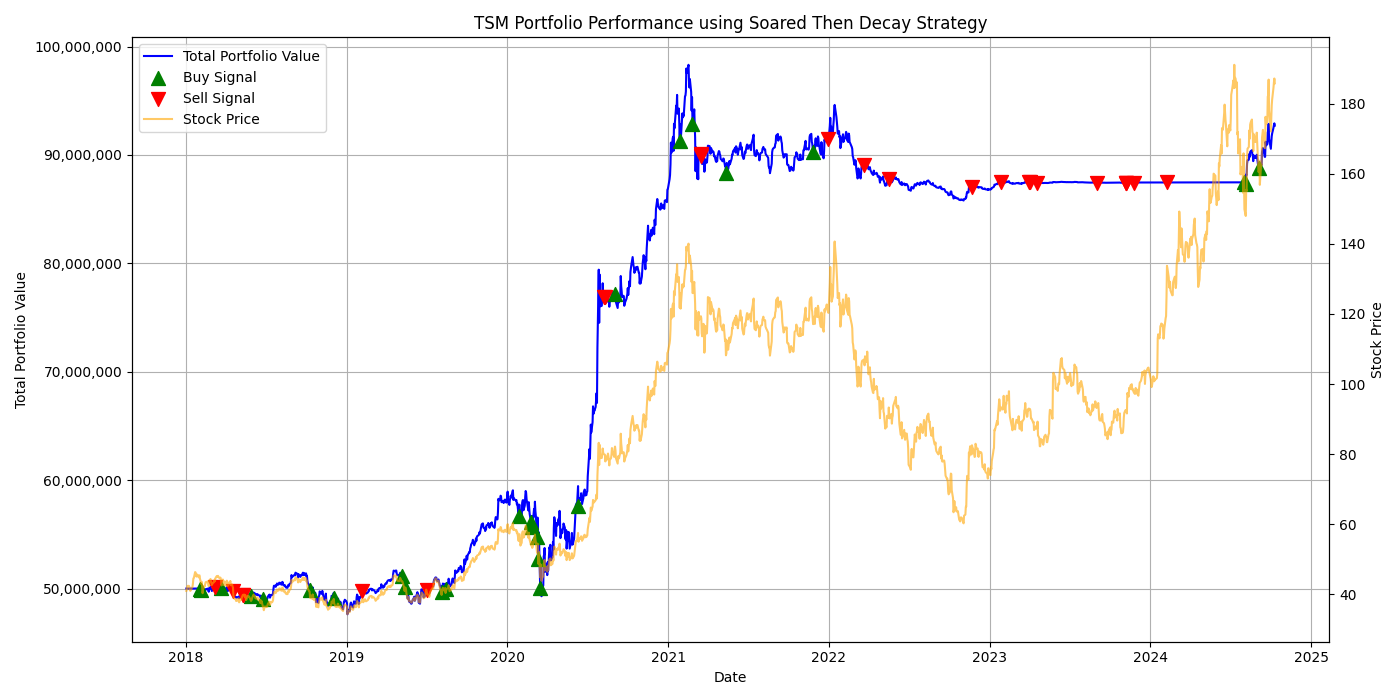 TSM Portfolio Performance using Soared Then Decay Strategy
Total Portfolio Value
Buy Signal
Sell Signal
Stock Price
100,000,000
90,000,000
80,000,000
70,000,000
60,000,000
50,000,000
Total Portfolio Value
180
160
140
120
100
80
60
40
Stock Price
2018
2019
2020
2021
2022
2023
2024
2025
Date